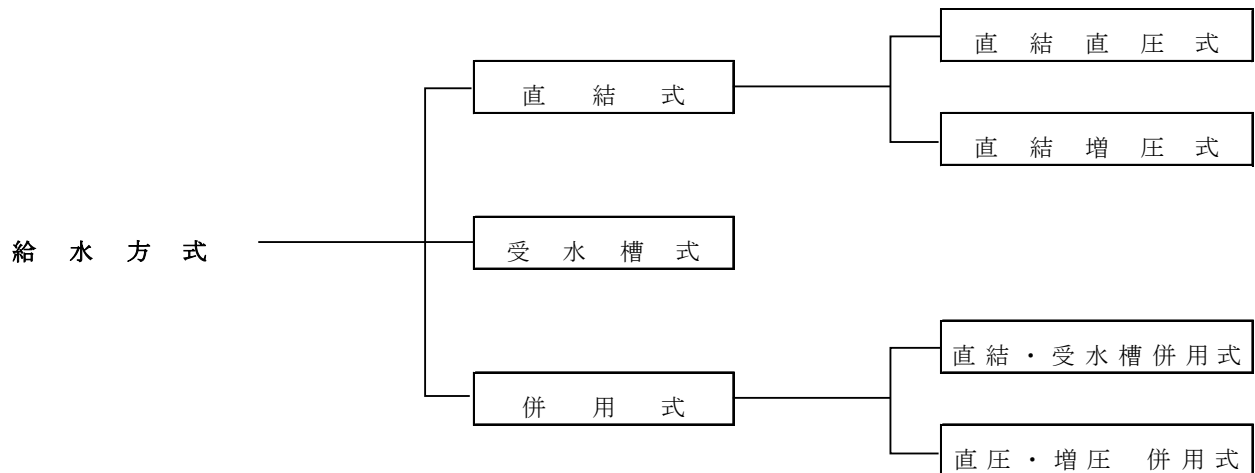 直結直圧式
直結式
直結増圧式
給水方式
受水槽式
直結・受水槽併用式
併用式
直圧・増圧 併用式